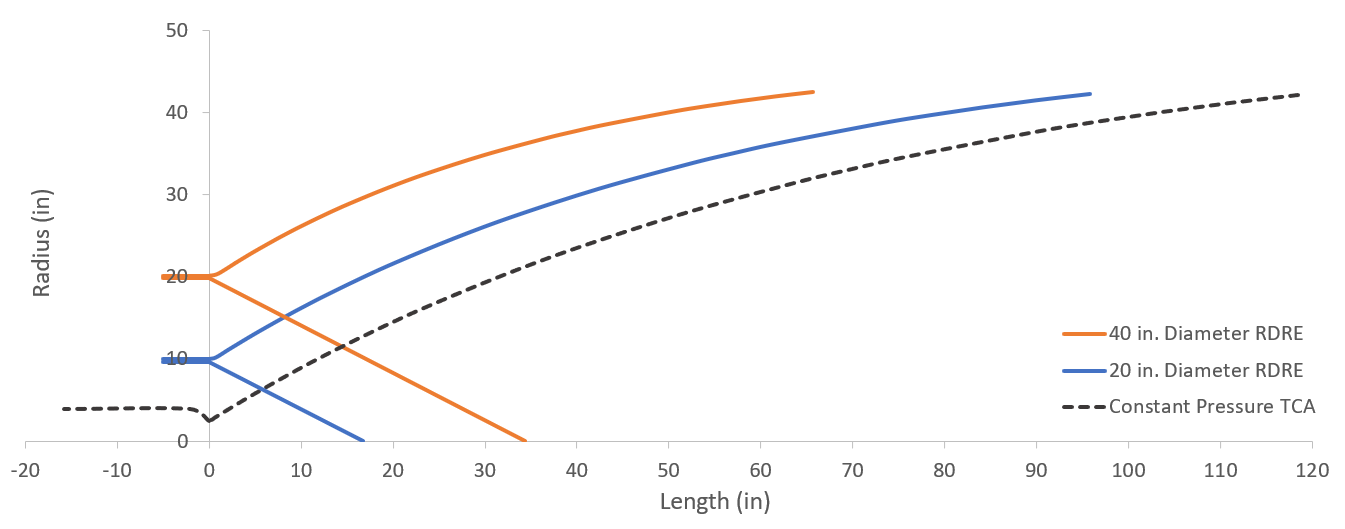 50
40
30
20
10
0
Radius (in)
-20 -10 0 10 20 30 40 50 60 70 80 90 100 110 120
Length (in)
40 in. Diameter RDRE
20 in. Diameter RDRE
Constant Pressure TCA